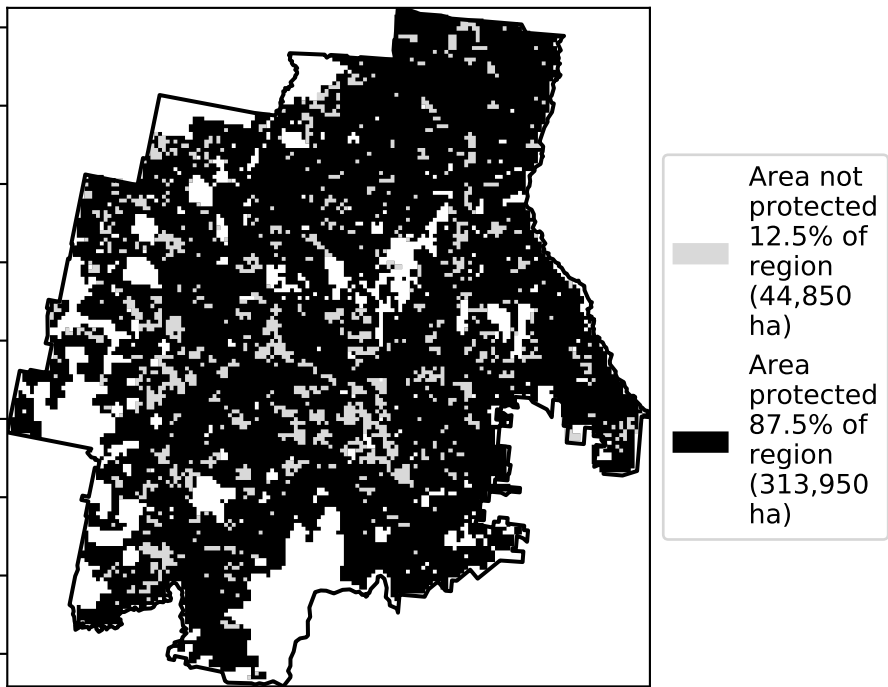 Area not
protected
12.5% of
region
(44,850
ha)
Area
protected
87.5% of
region
(313,950
ha)